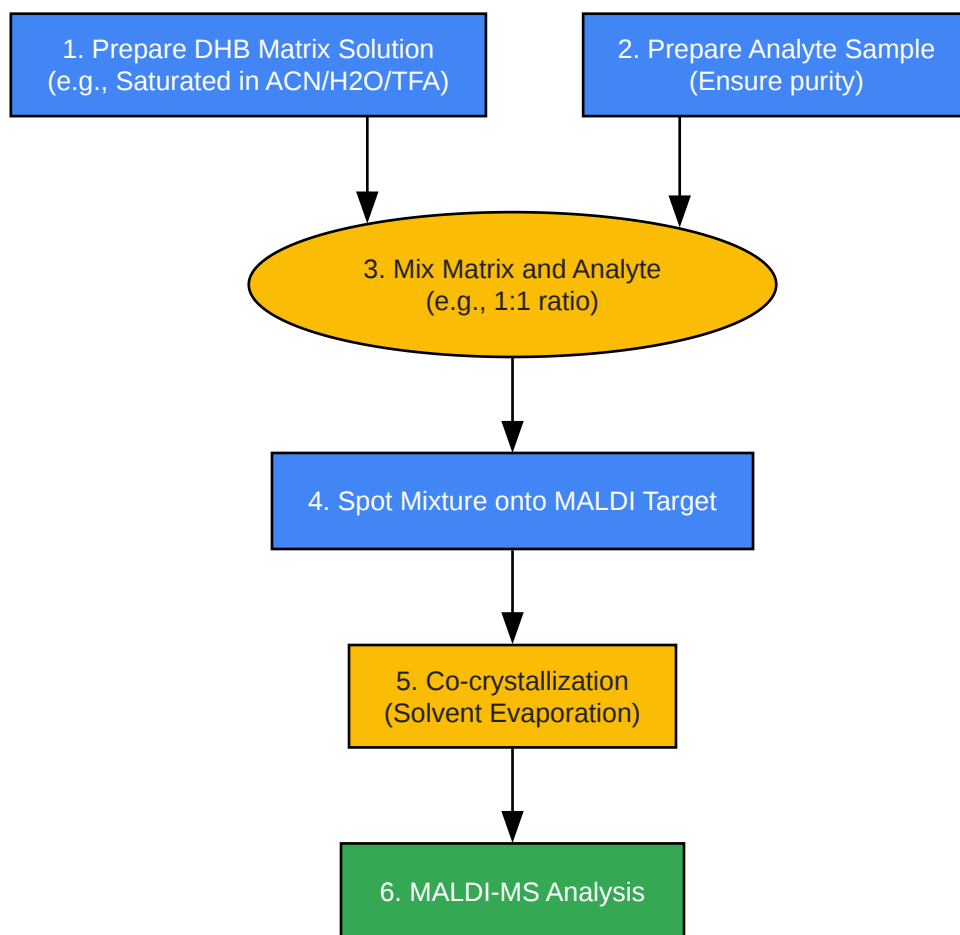 1. Prepare DHB Matrix Solution
(e.g., Saturated in ACN/H2O/TFA)
2. Prepare Analyte Sample
(Ensure purity)
3. Mix Matrix and Analyte
(e.g., 1:1 ratio)
4. Spot Mixture onto MALDI Target
5. Co-crystallization
(Solvent Evaporation)
6. MALDI-MS Analysis